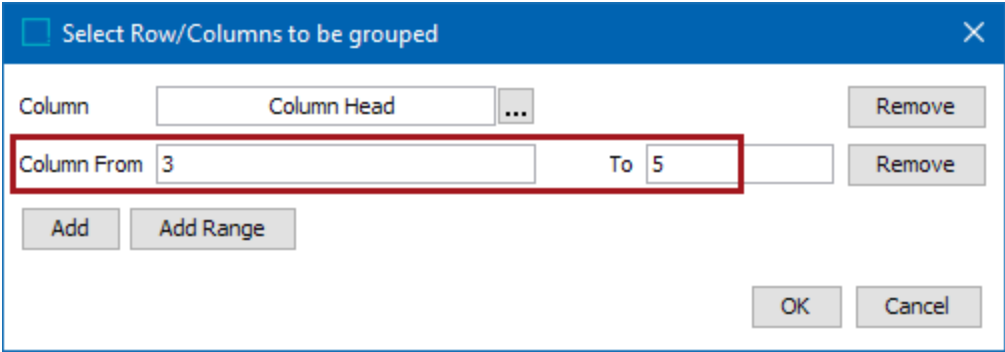 Select Row/Columns to be grouped
Column Column Head ... Remove
Column From 3 To 5 Remove
Add Add Range
OK Cancel